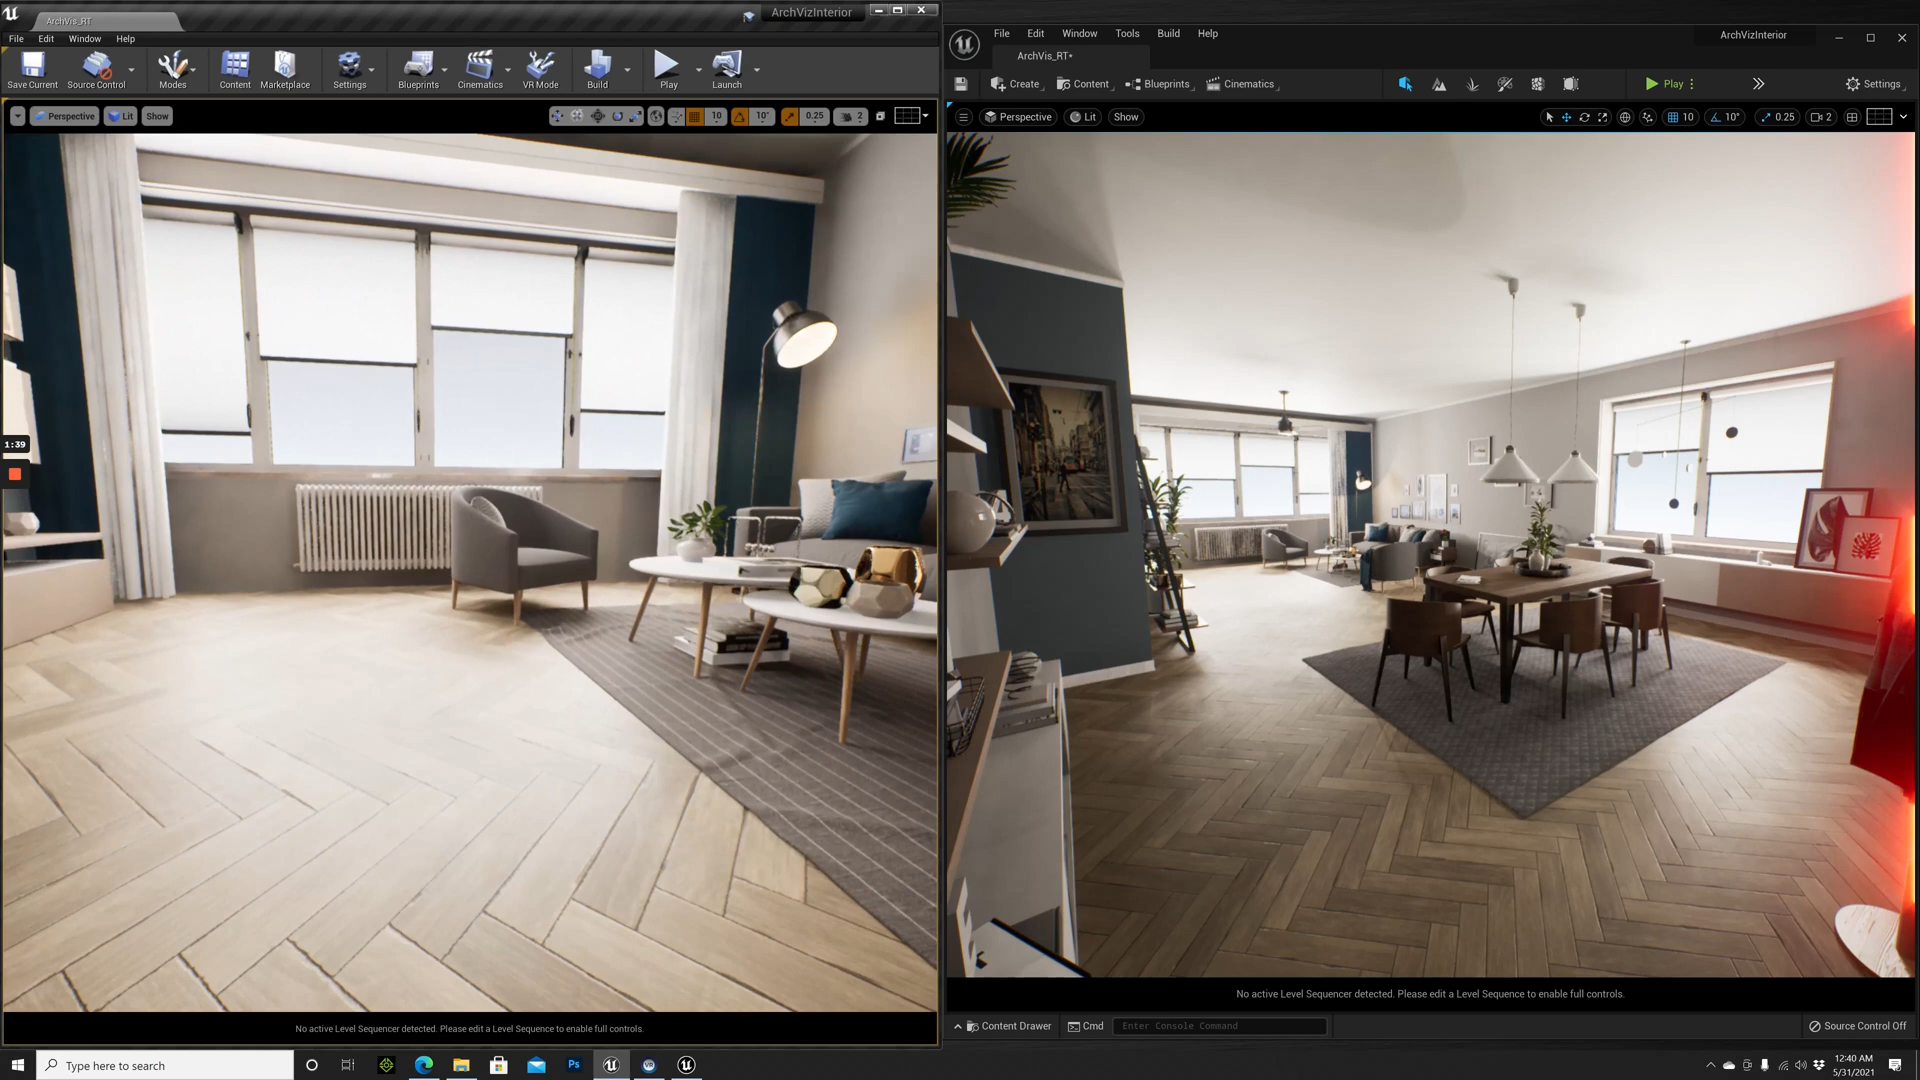 ArchVis_RT
ArchVizInterior
File Edit Window Help
Save Current Source Control Modes Content Marketplace Settings Blueprints Cinematics VR Mode Build Play Launch
Perspective Lit Show 10 10° 0.25 2
1:39
No active Level Sequencer detected. Please edit a Level Sequence to enable full controls.
File Edit Window Tools Build Help
ArchVizInterior
ArchVis_RT*
Create Content Blueprints Cinematics Play Settings
Perspective Lit Show 10 10° 0.25 2
No active Level Sequencer detected. Please edit a Level Sequence to enable full controls.
Content Drawer Cmd Enter Console Command Source Control Off
Type here to search
Ps
VR
12:40 AM
5/31/2021